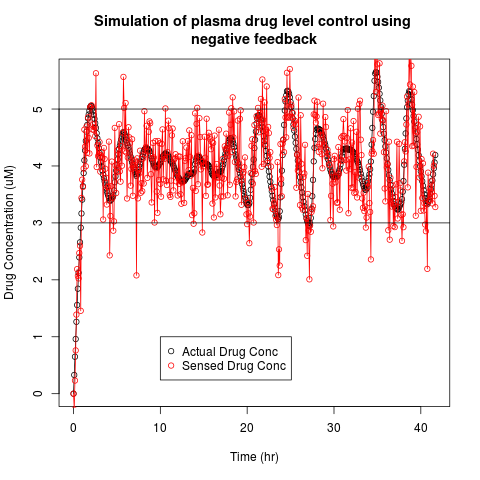 Simulation of plasma drug level control using
negative feedback
Drug Concentration (uM)
5
4
3
2
1
0
Actual Drug Conc
Sensed Drug Conc
0
10
20
30
40
Time (hr)